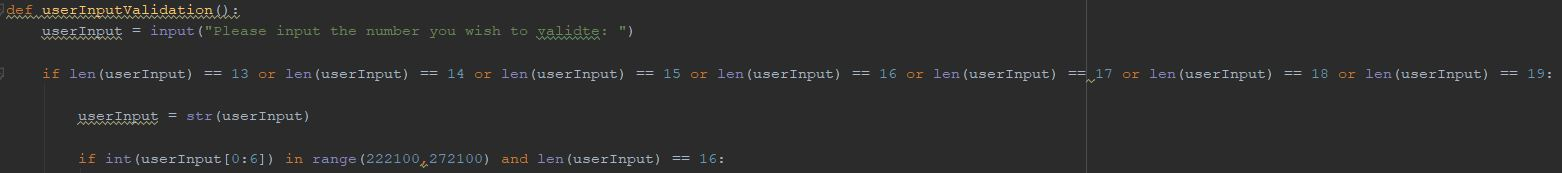 def userInputValidation():
    userInput = input("Please input the number you wish to validte: ")
    if len(userInput) == 13 or len(userInput) == 14 or len(userInput) == 15 or len(userInput) == 16 or len(userInput) == 17 or len(userInput) == 18 or len(userInput) == 19:
        userInput = str(userInput)
        if int(userInput[0:6]) in range(222100,272100) and len(userInput) == 16: